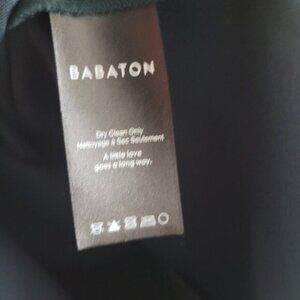 BABATON
Dry Clean Only
Nettoyage à Sec Seulement
A little love
goes a long way.